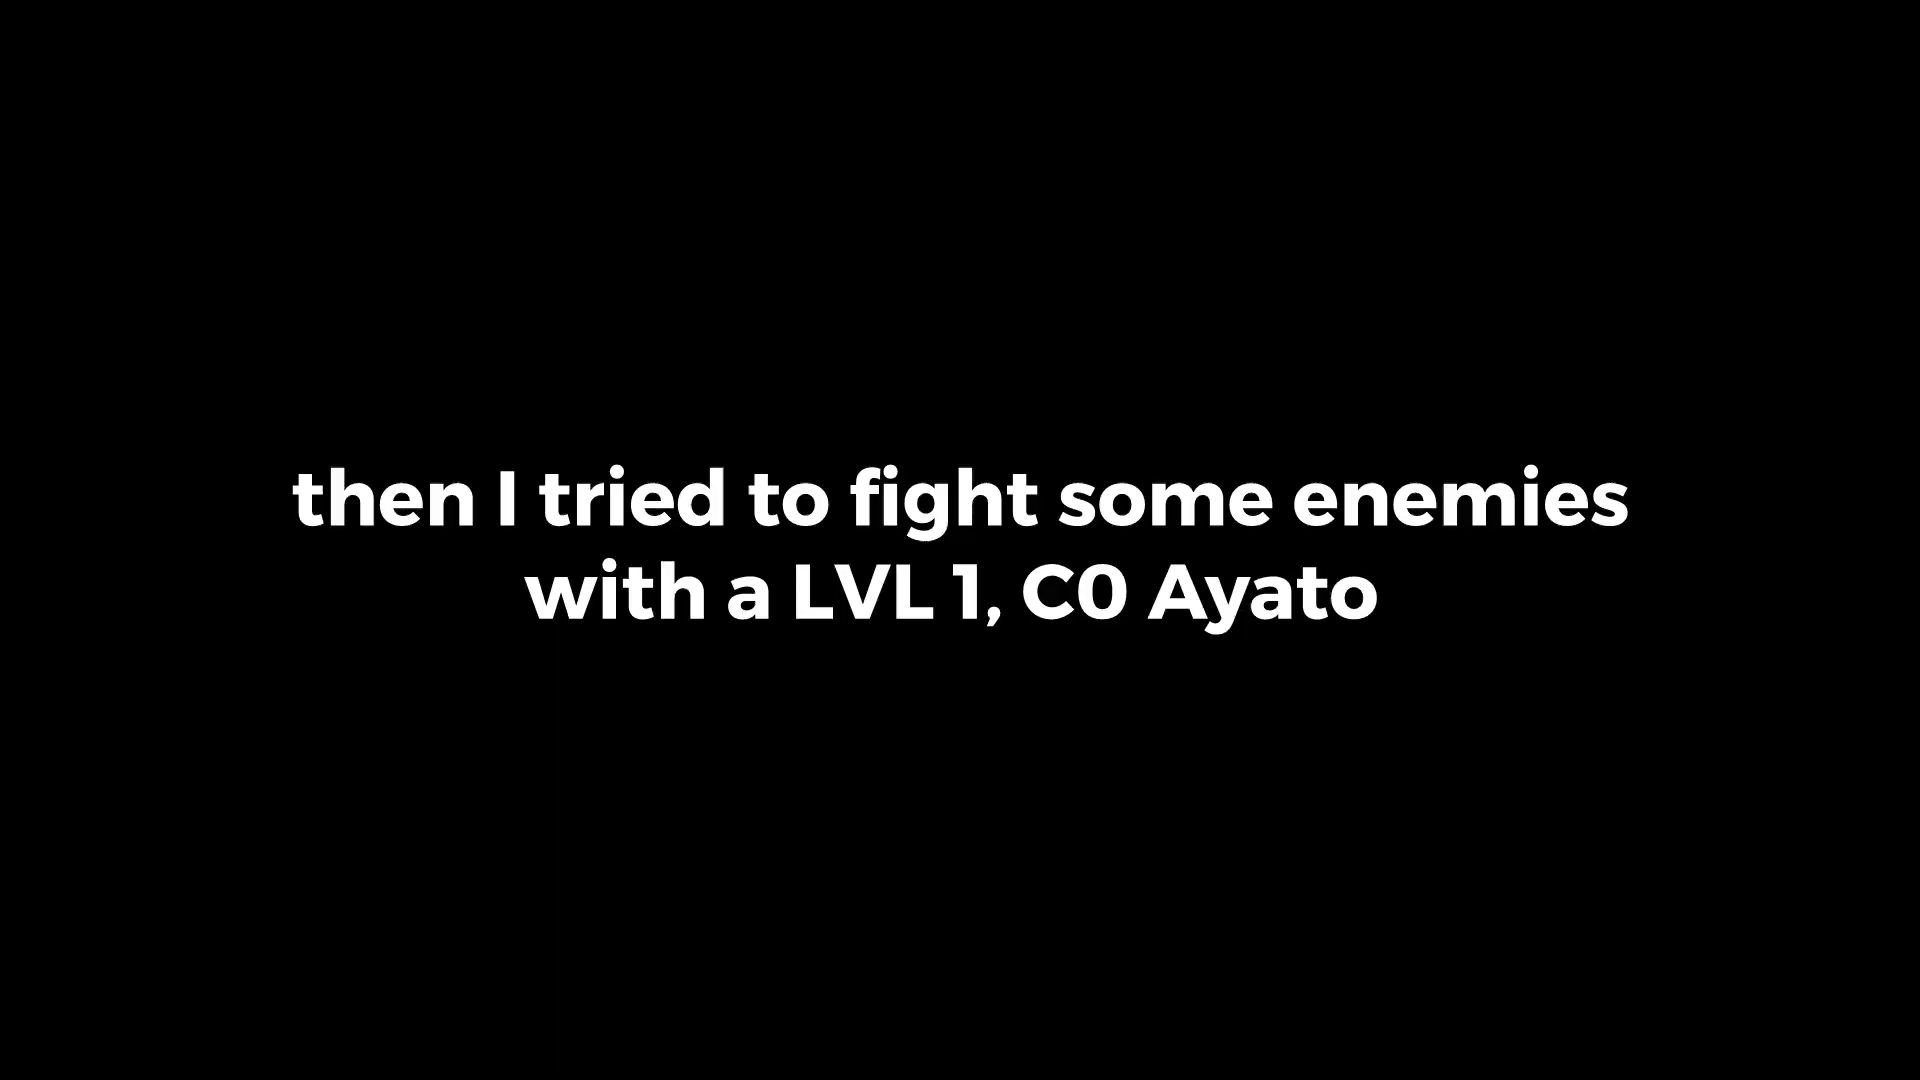 then I tried to fight some enemies
with a LVL 1, C0 Ayato